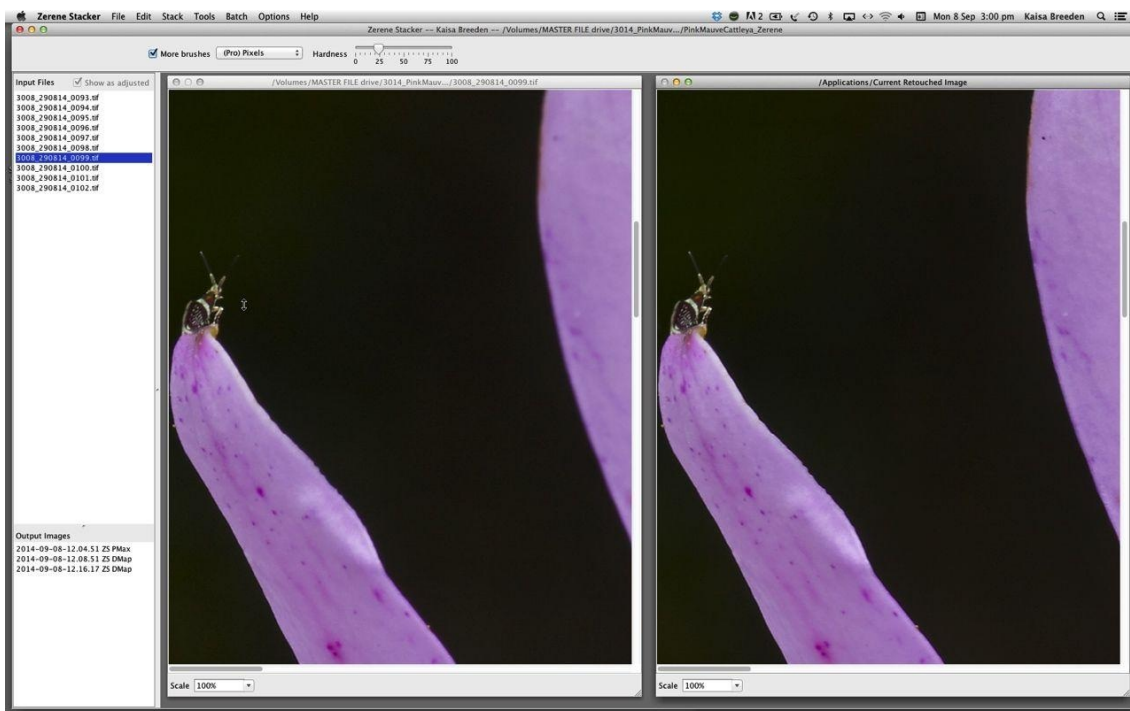 Zerene Stacker File Edit Stack Tools Batch Options Help
2 Mon 8 Sep 3:00 pm Kaisa Breeden
Zerene Stacker -- Kaisa Breeden -- /Volumes/MASTER FILE drive/3014_PinkMauv.../PinkMauveCattleya_Zerene
More brushes (Pro) Pixels Hardness
0 25 50 75 100
Input Files Show as adjusted
3008_290814_0093.tif
3008_290814_0094.tif
3008_290814_0095.tif
3008_290814_0096.tif
3008_290814_0097.tif
3008_290814_0098.tif
3008_290814_0099.tif
3008_290814_0100.tif
3008_290814_0101.tif
3008_290814_0102.tif
Output Images
2014-09-08-12.04.51 ZS PMax
2014-09-08-12.08.51 ZS DMap
2014-09-08-12.16.17 ZS DMap
/Volumes/MASTER FILE drive/3014_PinkMauv.../3008_290814_0099.tif
Scale 100%
/Applications/Current Retouched Image
Scale 100%